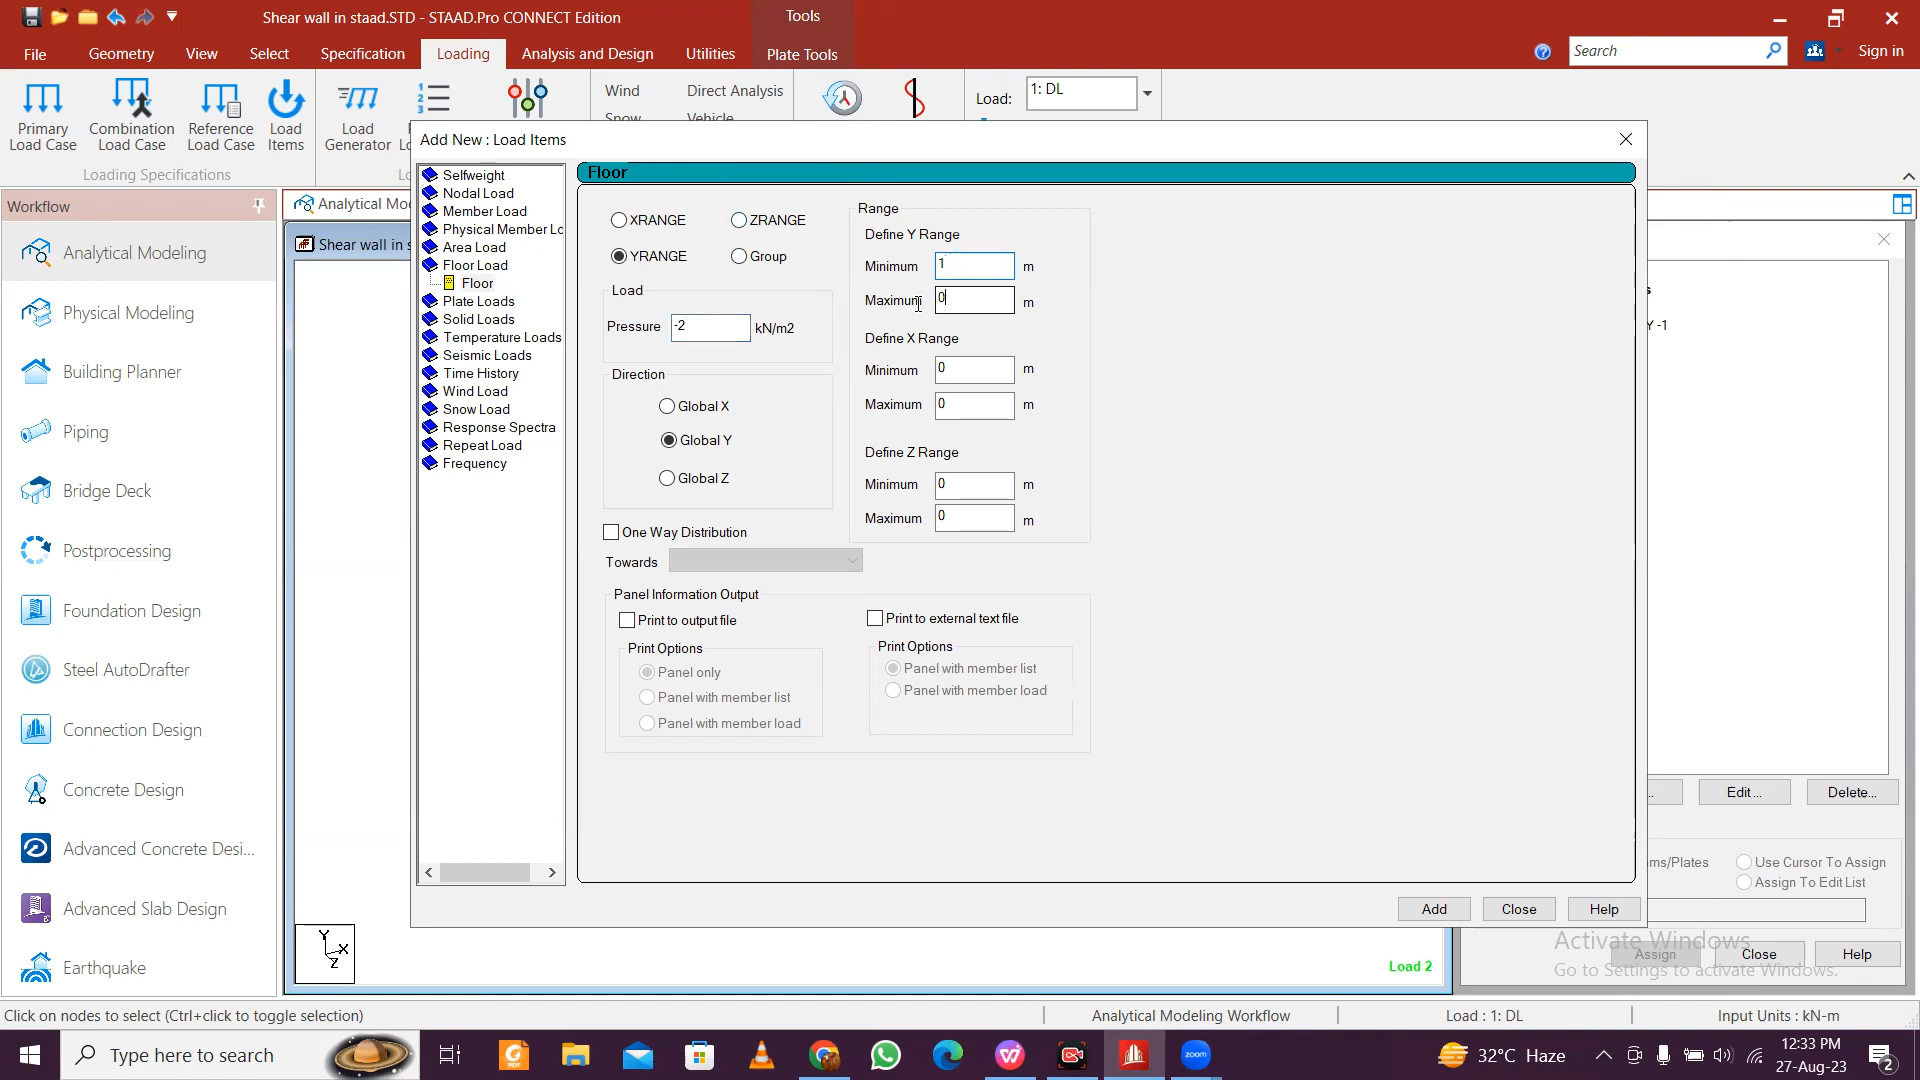 Shear wall in staad.STD - STAAD.Pro CONNECT Edition
Tools
File
Geometry
View
Select
Specification
Loading
Analysis and Design
Utilities
Plate Tools
Search
Sign in
Primary
Load Case
Combination
Load Case
Reference
Load Case
Load
Items
Load
Generator
Wind
Snow
Direct Analysis
Vehicle
Load:
1: DL
Loading Specifications
Add New : Load Items
Workflow
Analytical Modeling
Physical Modeling
Building Planner
Piping
Bridge Deck
Postprocessing
Foundation Design
Steel AutoDrafter
Connection Design
Concrete Design
Advanced Concrete Desi...
Advanced Slab Design
Earthquake
Analytical Mo
Shear wall in s
Selfweight
Nodal Load
Member Load
Physical Member Lo
Area Load
Floor Load
Floor
Plate Loads
Solid Loads
Temperature Loads
Seismic Loads
Time History
Wind Load
Snow Load
Response Spectra
Repeat Load
Frequency
Floor
XRANGE
ZRANGE
YRANGE
Group
Load
Pressure
-2
kN/m2
Direction
Global X
Global Y
Global Z
One Way Distribution
Towards
Range
Define Y Range
Minimum
1
m
Maximum
0
m
Define X Range
Minimum
0
m
Maximum
0
m
Define Z Range
Minimum
0
m
Maximum
0
m
Panel Information Output
Print to output file
Print Options
Panel only
Panel with member list
Panel with member load
Print to external text file
Print Options
Panel with member list
Panel with member load
Add
Close
Help
Y -1
Edit...
Delete...
ms/Plates
Use Cursor To Assign
Assign To Edit List
Assign
Close
Help
Activate Windows
Go to Settings to activate Windows.
Y
X
Z
Load 2
Click on nodes to select (Ctrl+click to toggle selection)
Analytical Modeling Workflow
Load : 1: DL
Input Units : kN-m
Type here to search
zoom
32°C Haze
12:33 PM
27-Aug-23
2